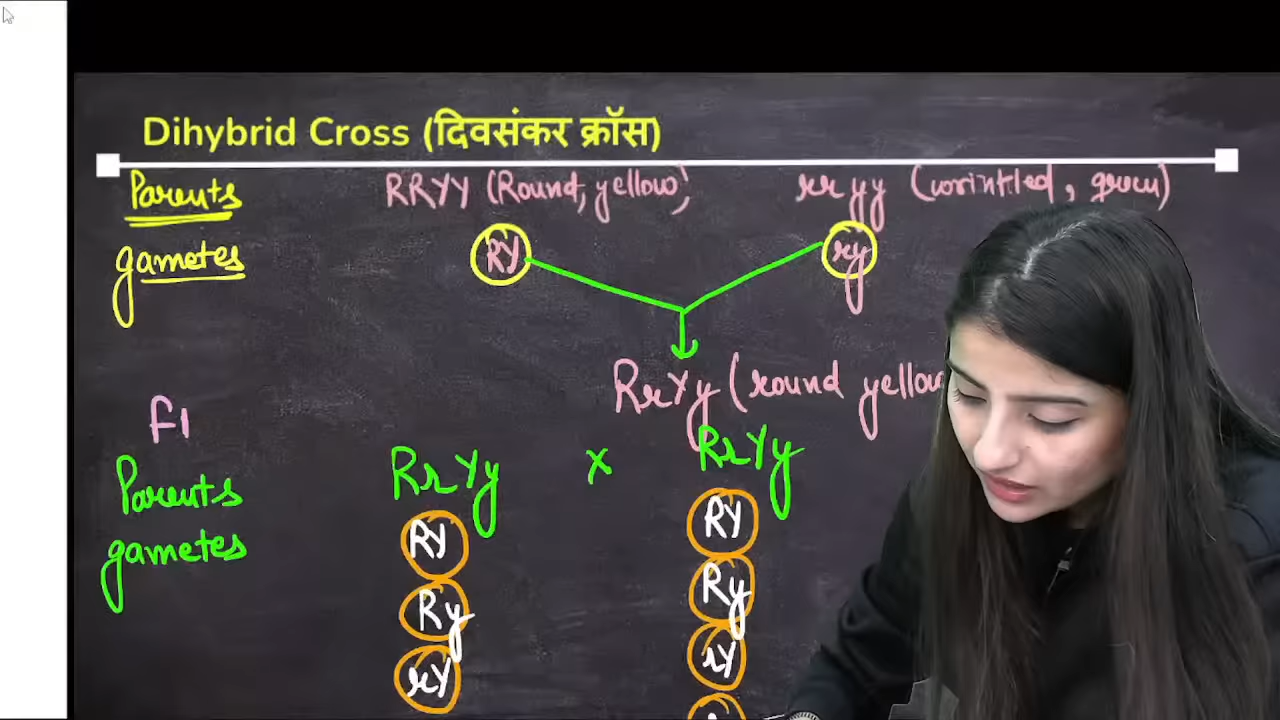 Dihybrid Cross (दिवसंकर क्रॉस)
Parents RRYY (Round, yellow) rryy (wrinkled, green)
gametes RY ry
RrYy (round yellow
F1
Parents RrYy x RrYy
gametes RY RY
Ry Ry
rY rY